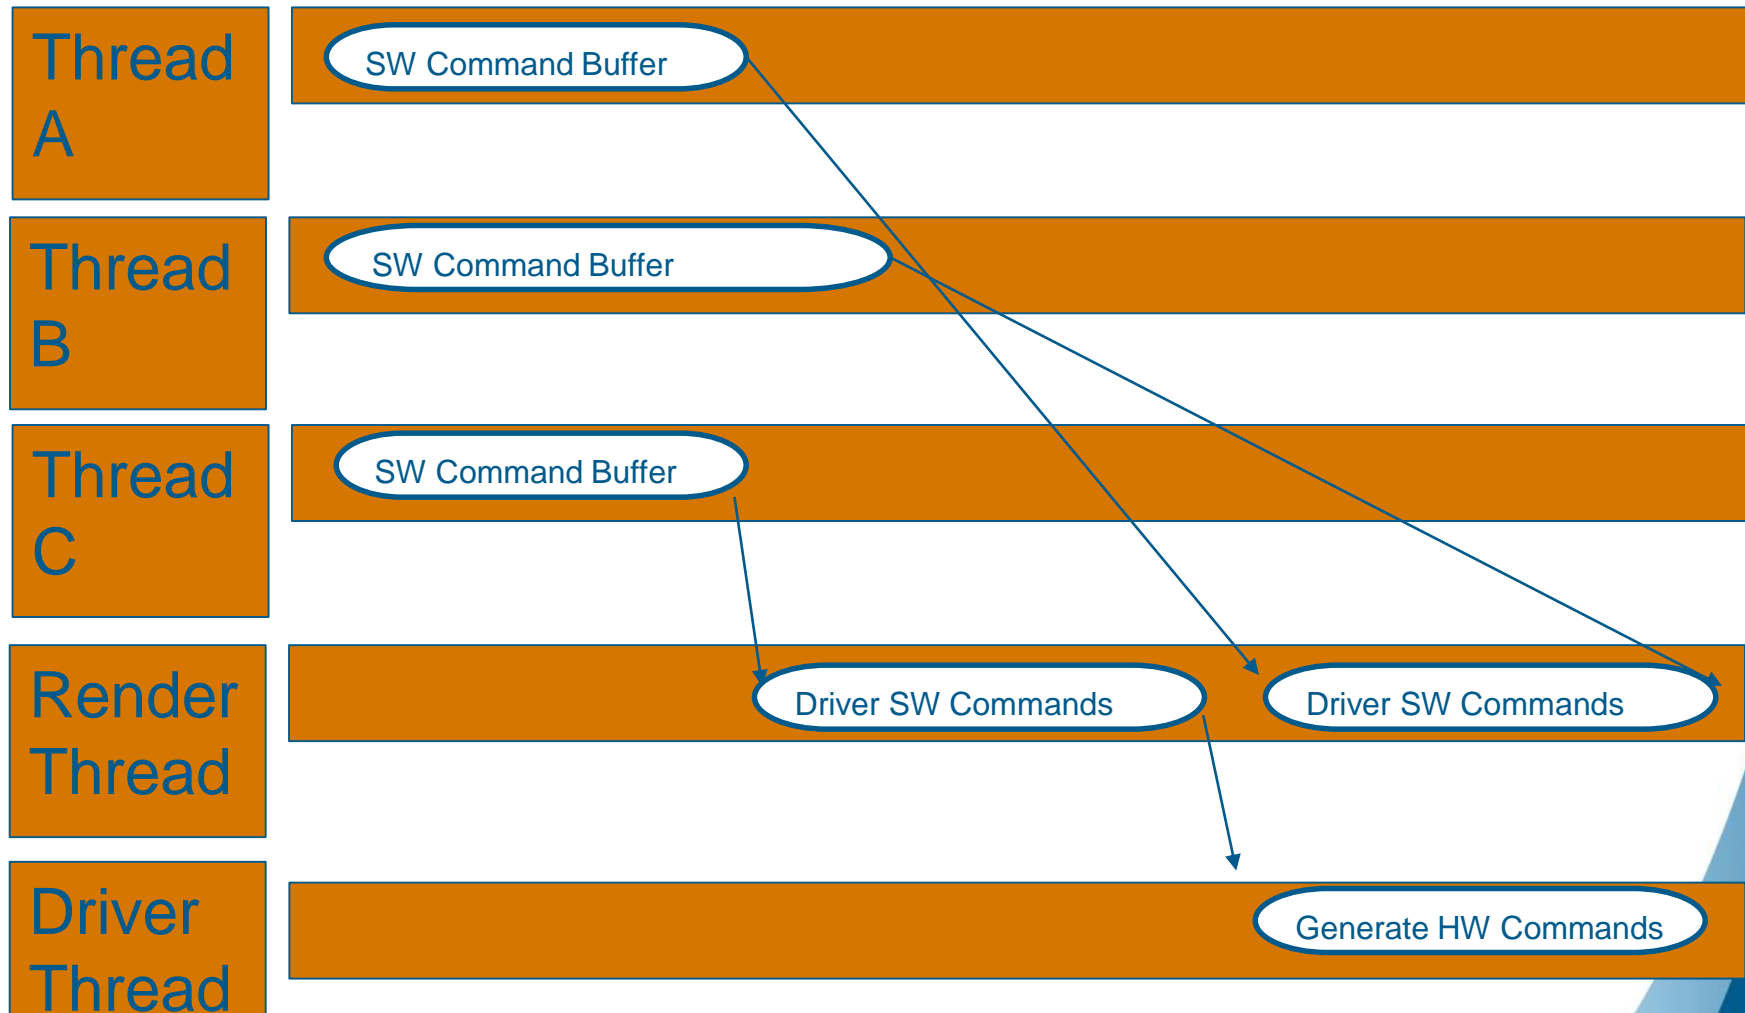 Thread
A
SW Command Buffer
Thread
B
SW Command Buffer
Thread
C
SW Command Buffer
Render
Thread
Driver SW Commands
Driver SW Commands
Driver
Thread
Generate HW Commands